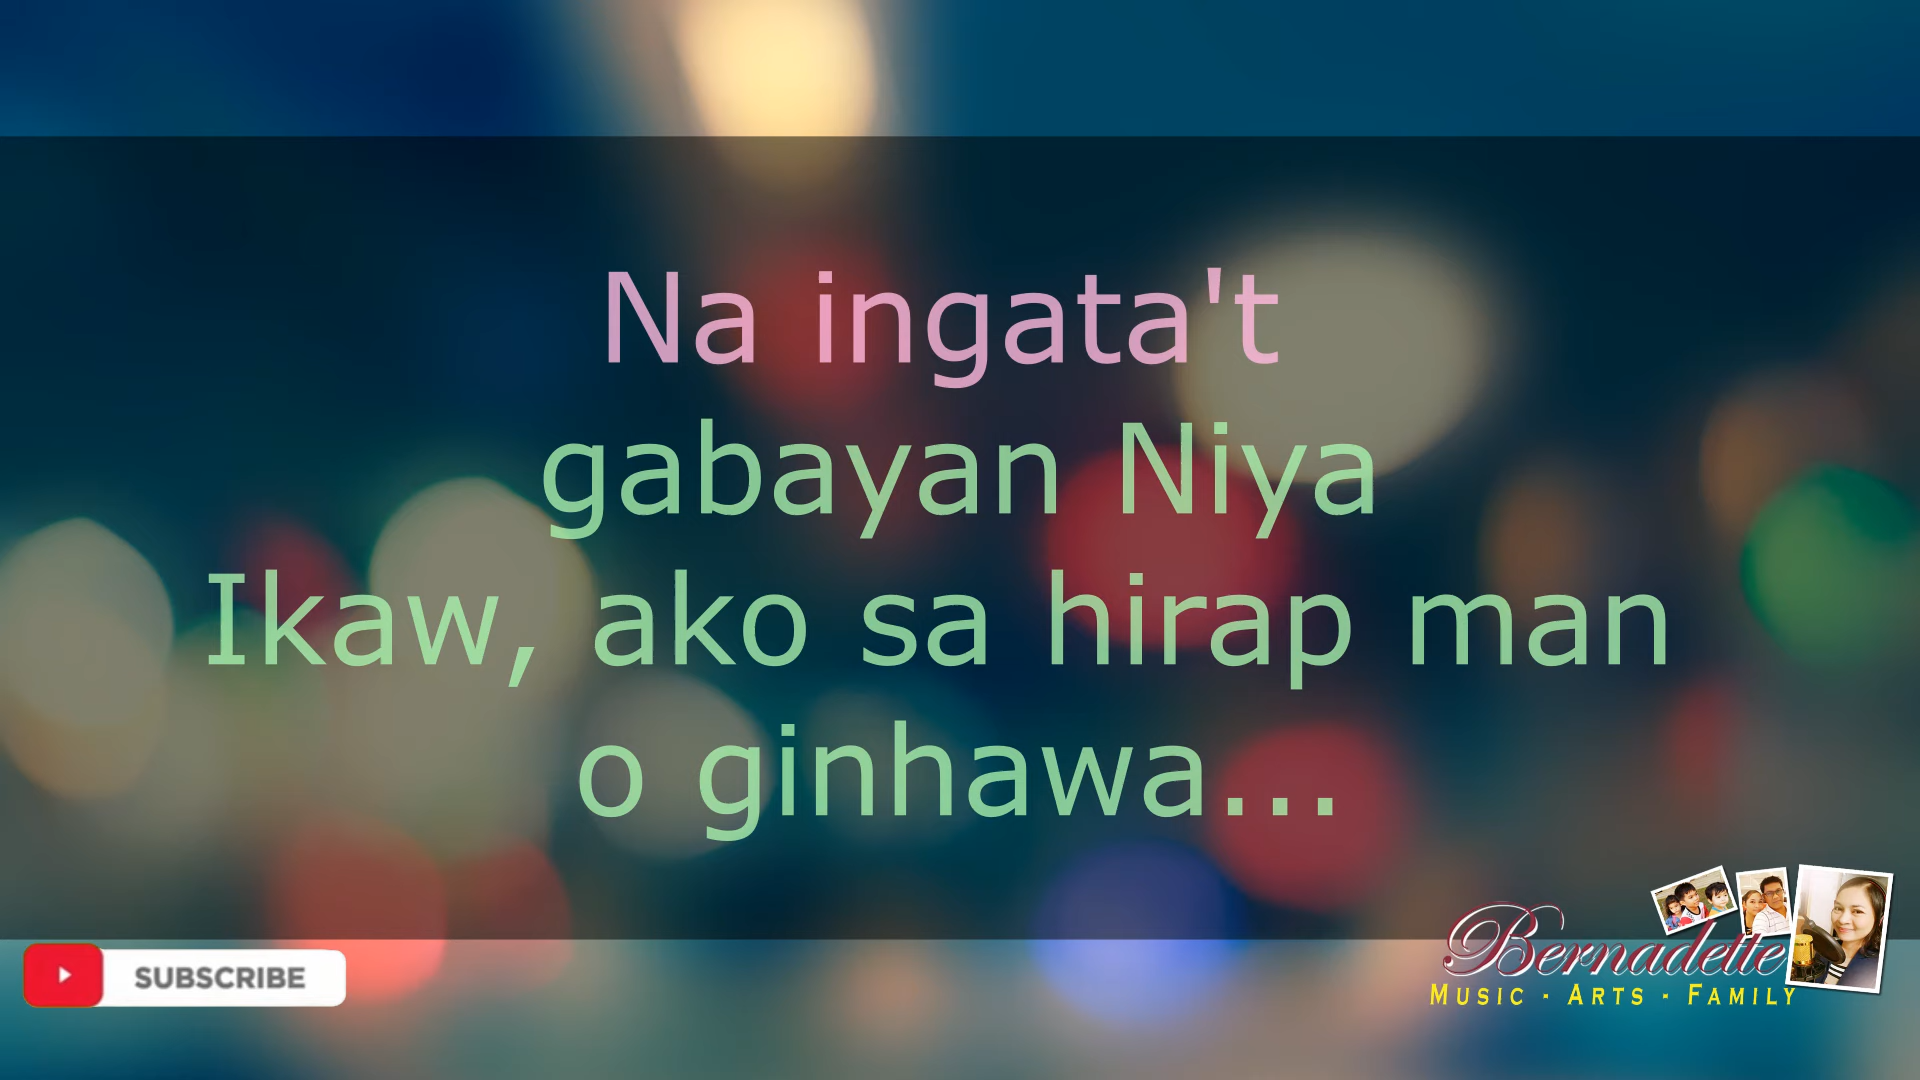 Na ingata't
gabayan Niya
Ikaw, ako sa hirap man
o ginhawa...
SUBSCRIBE
Bernadette
MUSIC · ARTS · FAMILY